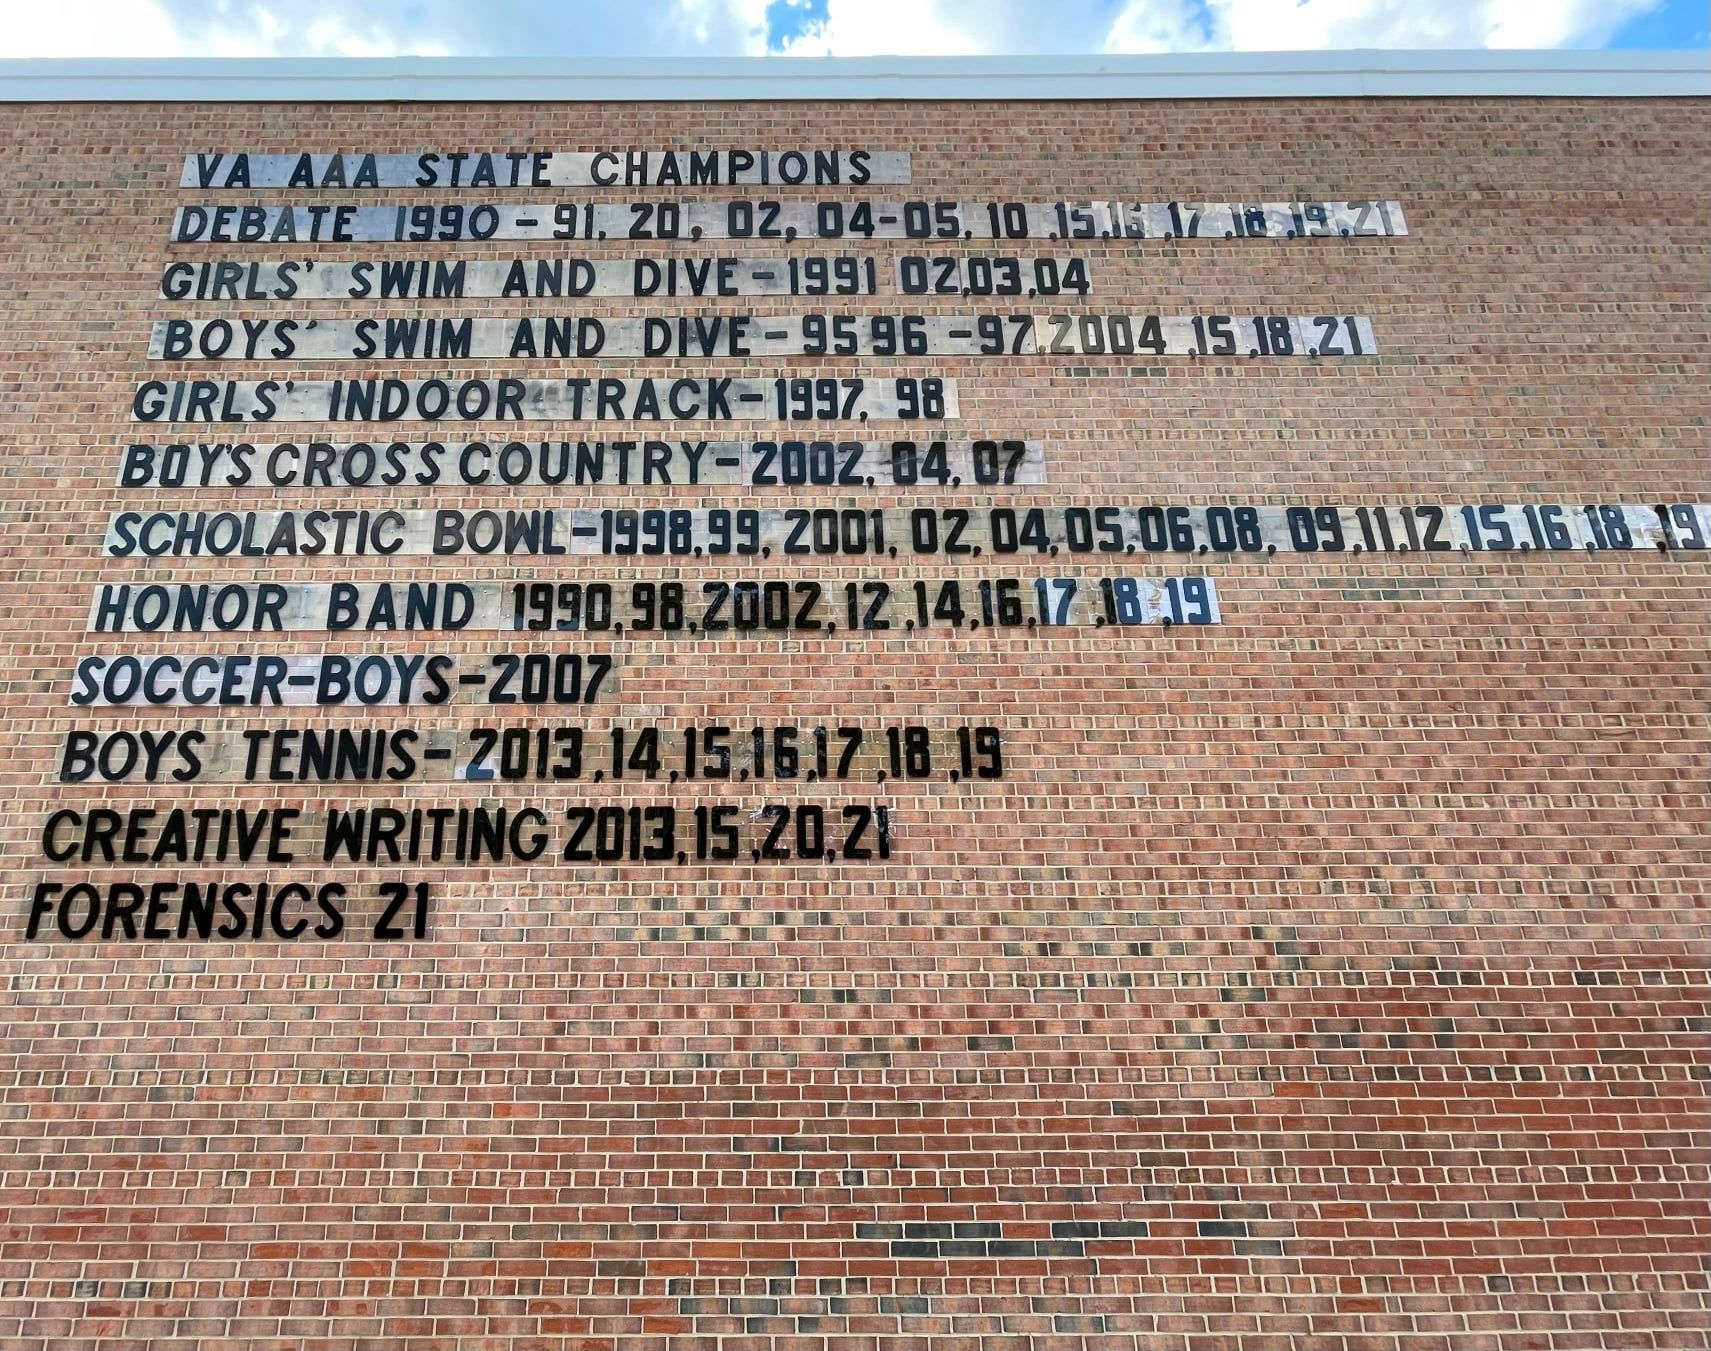 VA AAA STATE CHAMPIONS
DEBATE 1990 - 91, 20, 02, 04-05, 10 ,15,16 ,17 ,18 ,19,21
GIRLS' SWIM AND DIVE - 1991 02,03,04
BOYS' SWIM AND DIVE - 95 96 - 97,2004 ,15,18,21
GIRLS' INDOOR TRACK - 1997, 98
BOY'S CROSS COUNTRY - 2002, 04, 07
SCHOLASTIC BOWL - 1998,99, 2001, 02,04,05,06,08, 09,11,12 ,15,16 ,18 ,19
HONOR BAND 1990,98,2002,12 ,14,16,17 ,18 ,19
SOCCER-BOYS-2007
BOYS TENNIS- 2013 ,14,15,16,17 ,18 ,19
CREATIVE WRITING 2013,15 ,20,21
FORENSICS 21